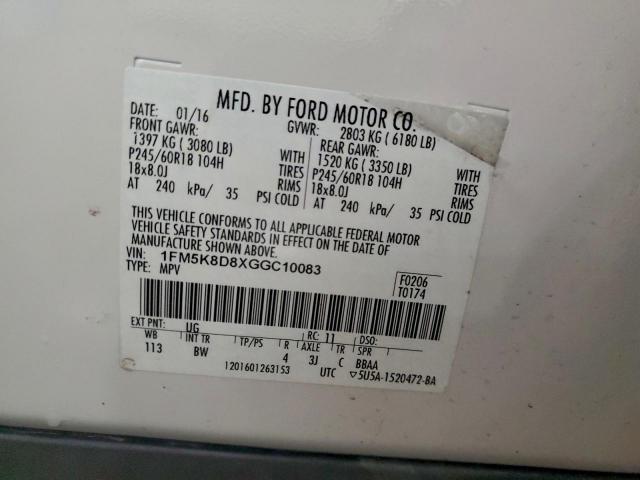 MFD. BY FORD MOTOR CO.
DATE: 01/16 GVWR: 2803 KG ( 6180 LB)
FRONT GAWR: REAR GAWR:
1397 KG ( 3080 LB) WITH 1520 KG ( 3350 LB) WITH
P245/60R18 104H TIRES P245/60R18 104H TIRES
18x8.0J RIMS 18x8.0J RIMS
AT 240 kPa/ 35 PSI COLD AT 240 kPa/ 35 PSI COLD
THIS VEHICLE CONFORMS TO ALL APPLICABLE FEDERAL MOTOR
VEHICLE SAFETY STANDARDS IN EFFECT ON THE DATE OF
MANUFACTURE SHOWN ABOVE.
VIN: 1FM5K8D8XGGC10083
TYPE: MPV
F0206
T0174
EXT PNT: UG RC: 11 DSO:
WB INT TR TP/PS R AXLE TR SPR
113 BW 4 3J C BBAA
1201601263153 UTC ▽5U5A-1520472-BA